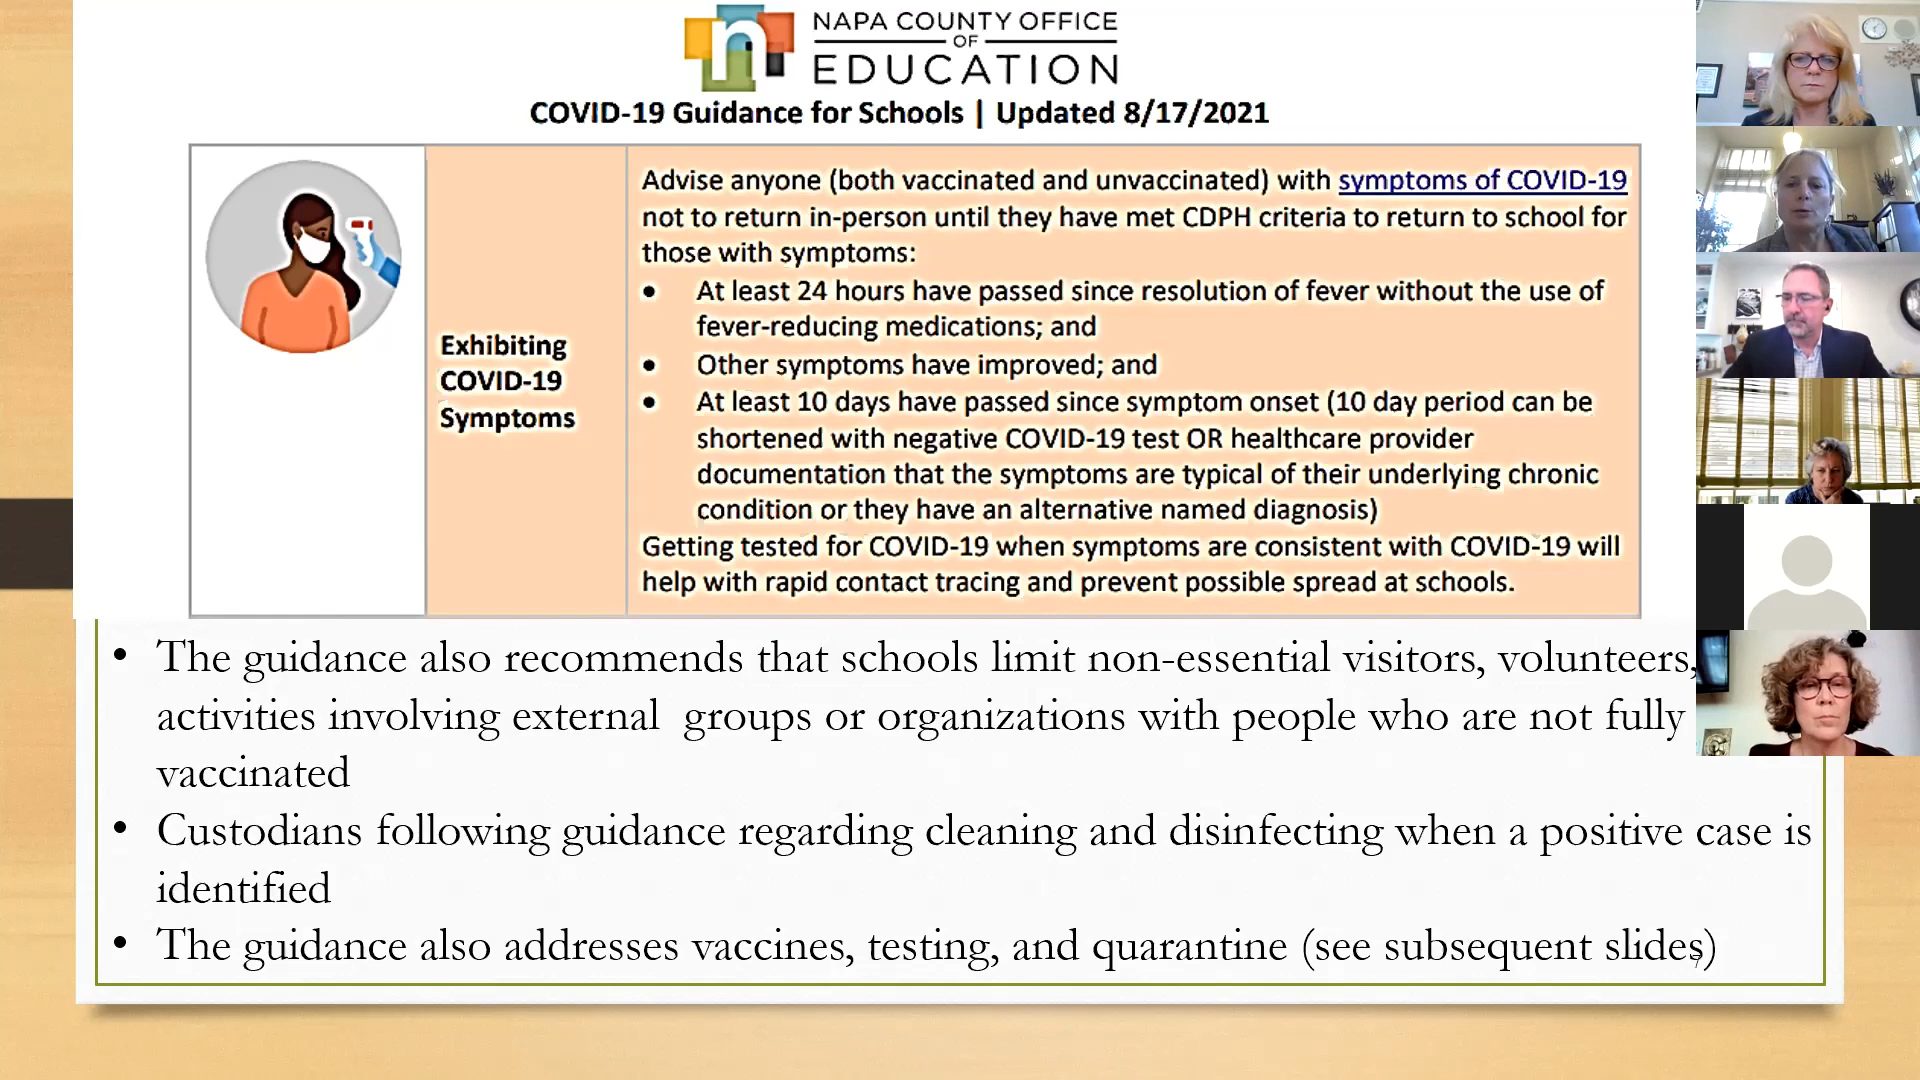 NAPA COUNTY OFFICE
OF
EDUCATION
COVID-19 Guidance for Schools | Updated 8/17/2021
Exhibiting
COVID-19
Symptoms
Advise anyone (both vaccinated and unvaccinated) with symptoms of COVID-19
not to return in-person until they have met CDPH criteria to return to school for
those with symptoms:
• At least 24 hours have passed since resolution of fever without the use of
fever-reducing medications; and
• Other symptoms have improved; and
• At least 10 days have passed since symptom onset (10 day period can be
shortened with negative COVID-19 test OR healthcare provider
documentation that the symptoms are typical of their underlying chronic
condition or they have an alternative named diagnosis)
Getting tested for COVID-19 when symptoms are consistent with COVID-19 will
help with rapid contact tracing and prevent possible spread at schools.
• The guidance also recommends that schools limit non-essential visitors, volunteers,
activities involving external groups or organizations with people who are not fully
vaccinated
• Custodians following guidance regarding cleaning and disinfecting when a positive case is
identified
• The guidance also addresses vaccines, testing, and quarantine (see subsequent slides)